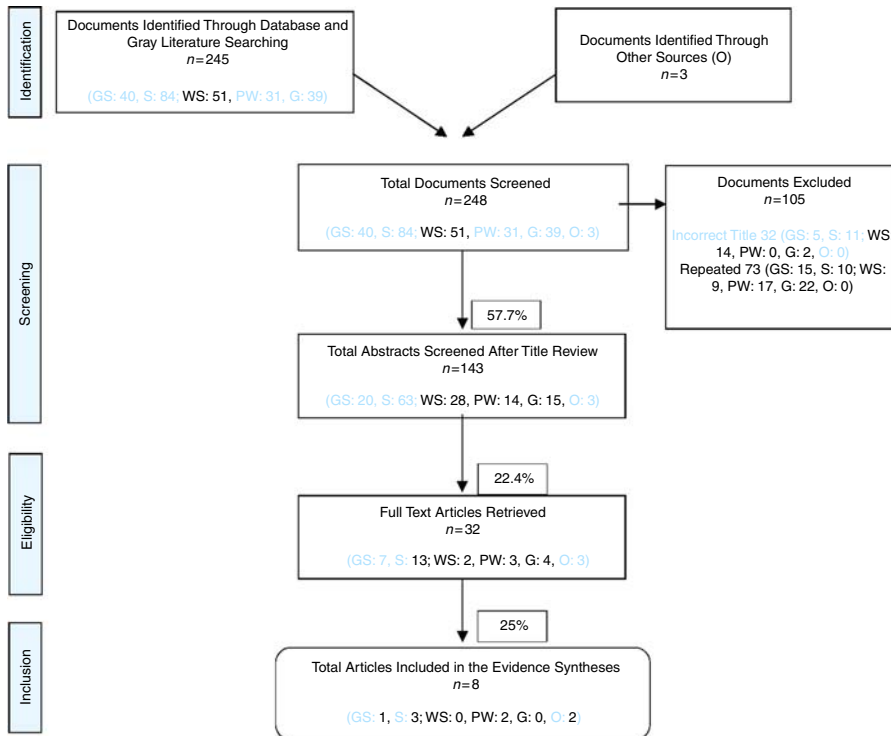 Identification
Documents Identified Through Database and
Gray Literature Searching
n=245
(GS: 40, S: 84; WS: 51, PW: 31, G: 39)
Documents Identified Through
Other Sources (O)
n=3
Screening
Total Documents Screened
n=248
(GS: 40, S: 84; WS: 51, PW: 31, G: 39, O: 3)
Documents Excluded
n=105
Incorrect Title 32 (GS: 5, S: 11; WS:
14, PW: 0, G: 2, O: 0)
Repeated 73 (GS: 15, S: 10; WS:
9, PW: 17, G: 22, O: 0)
57.7%
Total Abstracts Screened After Title Review
n=143
(GS: 20, S: 63; WS: 28, PW: 14, G: 15, O: 3)
22.4%
Eligibility
Full Text Articles Retrieved
n=32
(GS: 7, S: 13; WS: 2, PW: 3, G: 4, O: 3)
25%
Inclusion
Total Articles Included in the Evidence Syntheses
n=8
(GS: 1, S: 3; WS: 0, PW: 2, G: 0, O: 2)